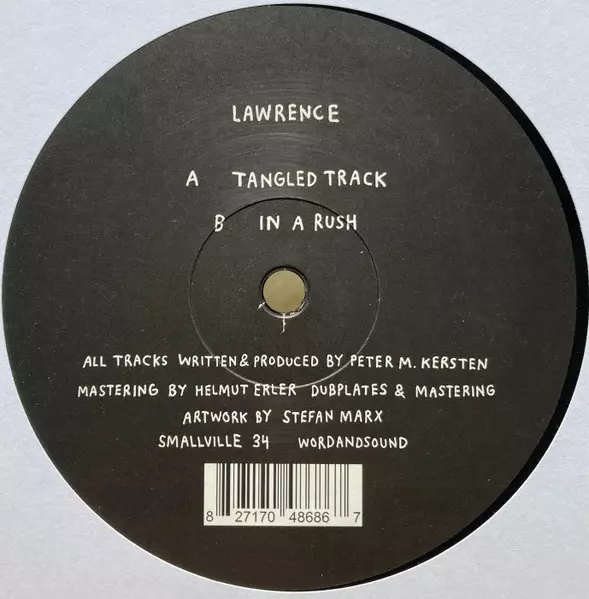 LAWRENCE
A TANGLED TRACK
B IN A RUSH
ALL TRACKS WRITTEN & PRODUCED BY PETER M. KERSTEN
MASTERING BY HELMUT ERLER DUBPLATES & MASTERING
ARTWORK BY STEFAN MARX
SMALLVILLE 34 WORDANDSOUND
8 27170 48686 7